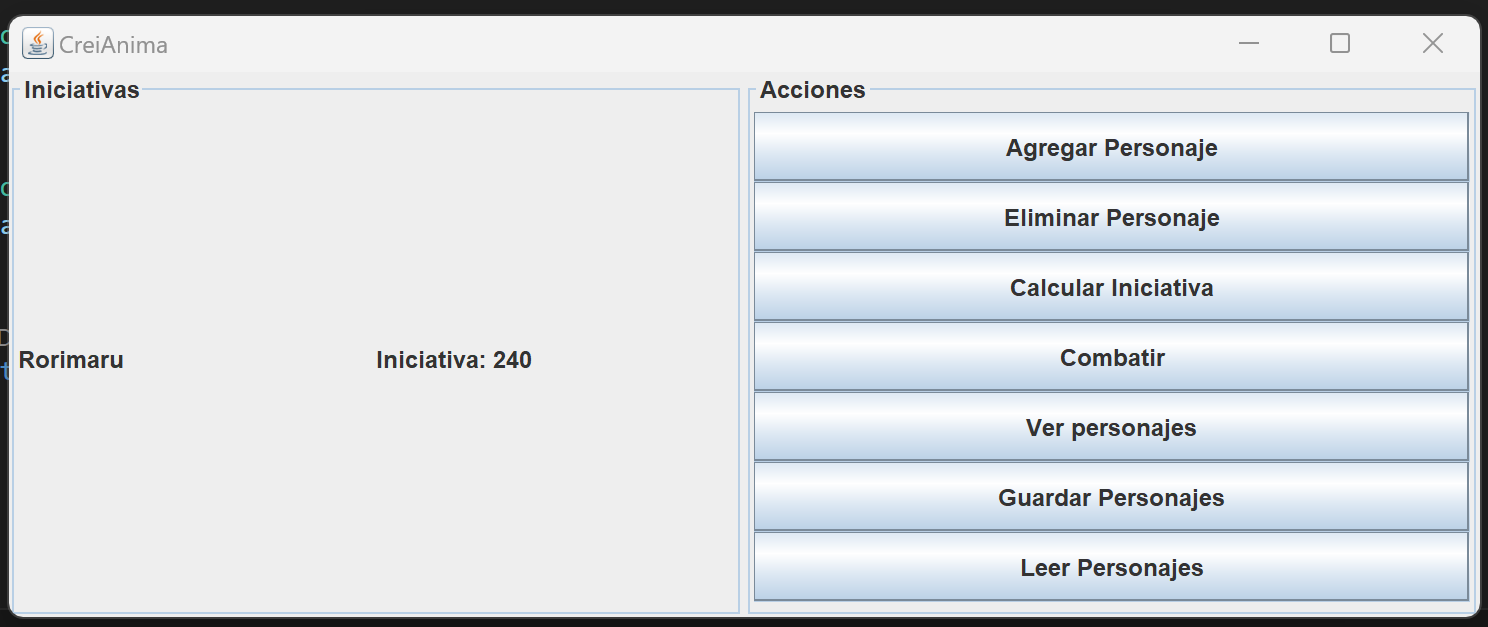 CreiAnima
Iniciativas
Rorimaru Iniciativa: 240
Acciones
Agregar Personaje
Eliminar Personaje
Calcular Iniciativa
Combatir
Ver personajes
Guardar Personajes
Leer Personajes